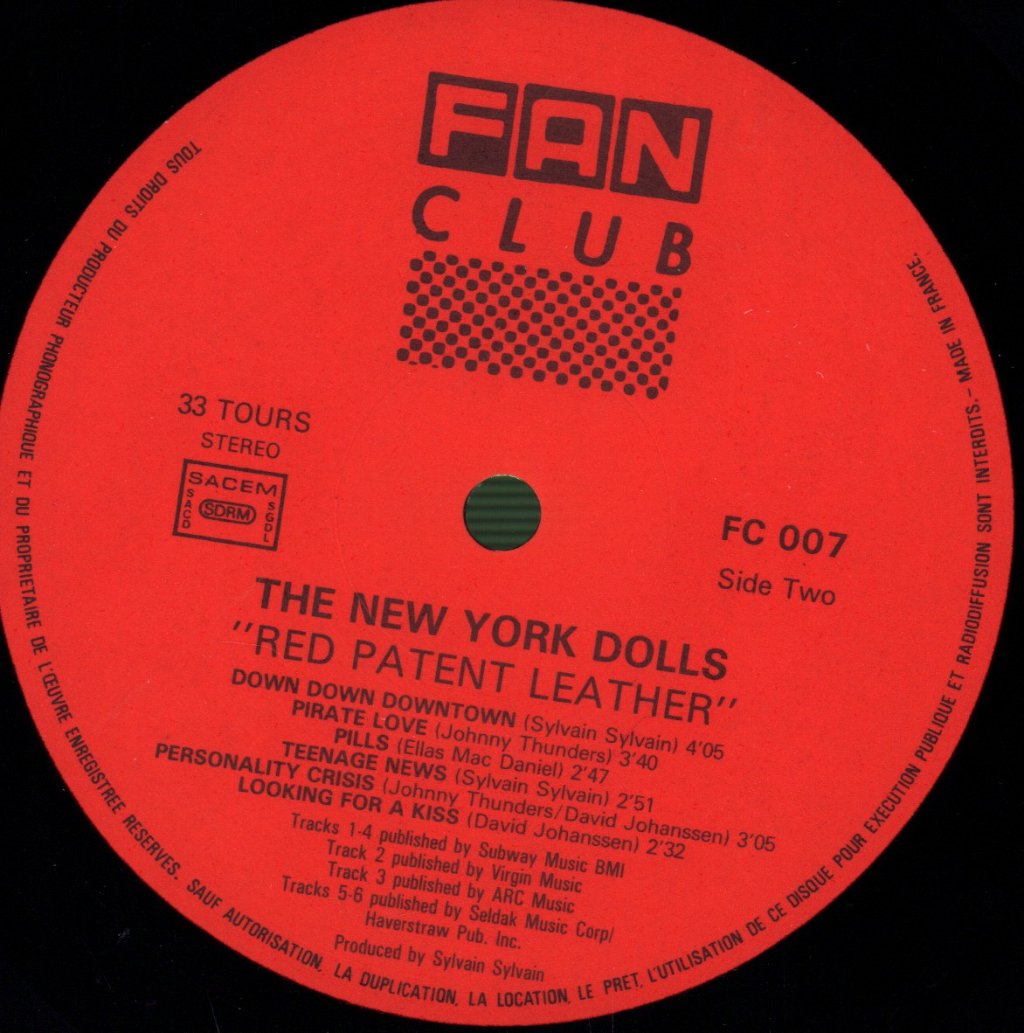 FAN
CLUB
33 TOURS
STEREO
SACEM
SACD
SDRM
SGDL
FC 007
Side Two
THE NEW YORK DOLLS
"RED PATENT LEATHER"
DOWN DOWN DOWNTOWN (Sylvain Sylvain) 4'05
PIRATE LOVE (Johnny Thunders) 3'40
PILLS (Ellas Mac Daniel) 2'47
TEENAGE NEWS (Sylvain Sylvain) 2'51
PERSONALITY CRISIS (Johnny Thunders/David Johanssen) 3'05
LOOKING FOR A KISS (David Johanssen) 2'32
Tracks 1-4 published by Subway Music BMI
Track 2 published by Virgin Music
Track 3 published by ARC Music
Tracks 5-6 published by Seldak Music Corp/
Haverstraw Pub. Inc.
Produced by Sylvain Sylvain
TOUS DROITS DU PRODUCTEUR PHONOGRAPHIQUE ET DU PROPRIETAIRE DE L'ŒUVRE ENREGISTREE RESERVES. SAUF AUTORISATION, LA DUPLICATION, LA LOCATION, LE PRET, L'UTILISATION DE CE DISQUE POUR EXECUTION PUBLIQUE ET RADIODIFFUSION SONT INTERDITS. - MADE IN FRANCE.